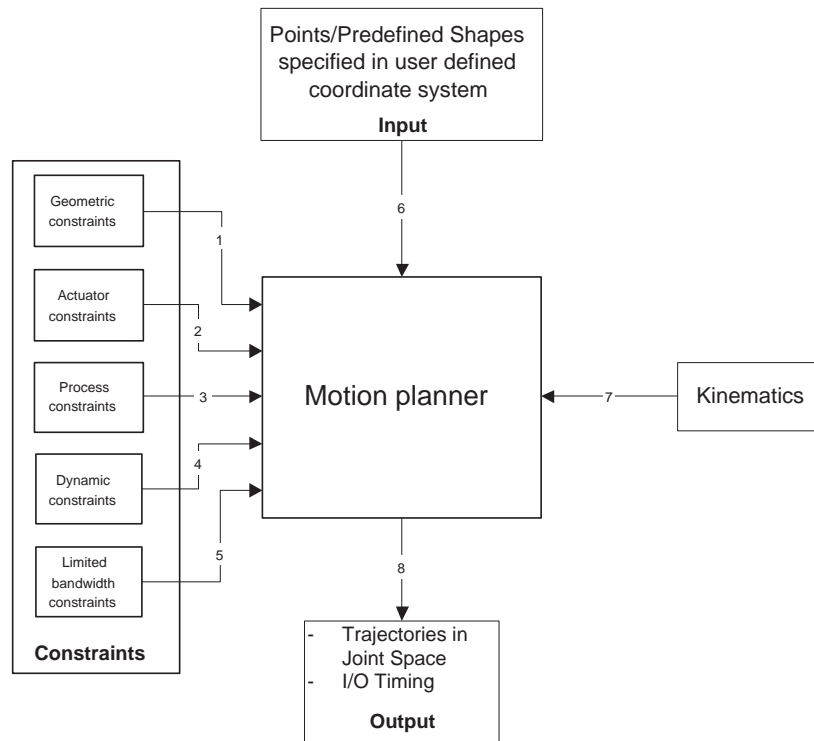 Points/Predefined Shapes
specified in user defined
coordinate system
Input
6
Geometric
constraints
1
Actuator
constraints
2
Process
constraints
3
Dynamic
constraints
4
Limited
bandwidth
constraints
5
Constraints
Motion planner
7
Kinematics
8
- Trajectories in
Joint Space
- I/O Timing
Output